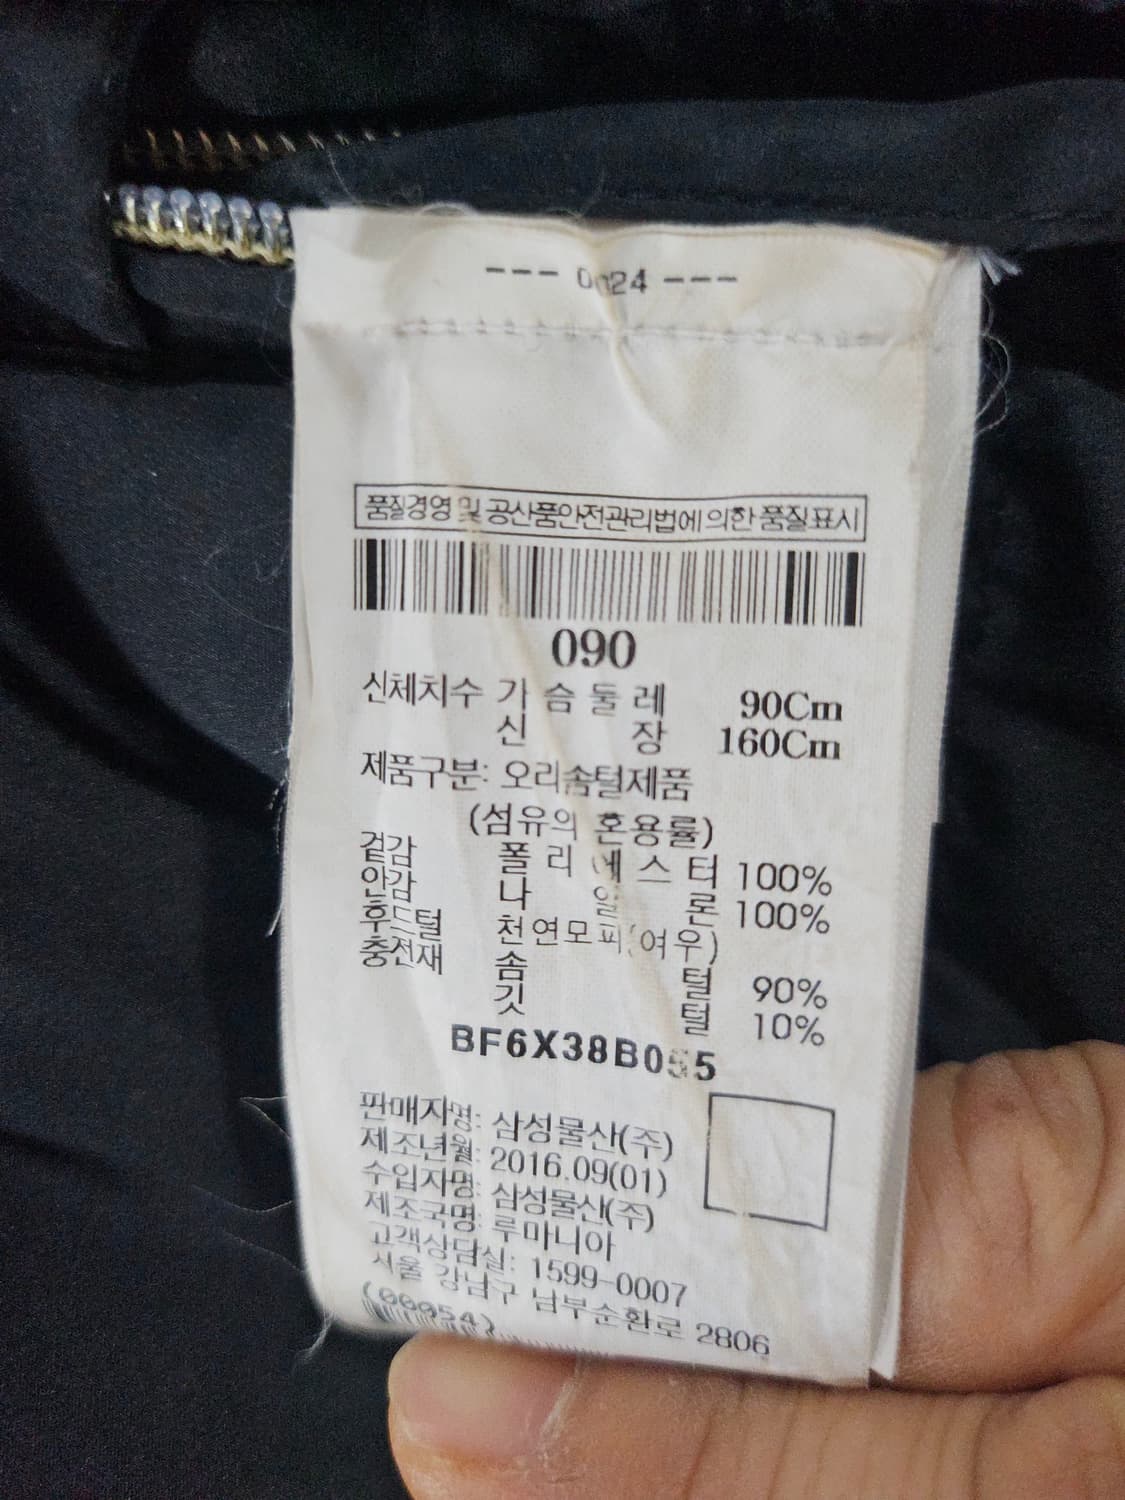 품질경영 및 공산품안전관리법에 의한 품질표시
090
신체치수 가슴둘레 90Cm
신장 160Cm
제품구분: 오리솜털제품
(섬유의 혼용률)
겉감 폴리에스터 100%
안감 나일론 100%
후드털 천연모피(여우)
충전재 솜털 90%
깃털 10%
BF6X38B055
판매자명: 삼성물산(주)
제조년월: 2016.09(01)
수입자명: 삼성물산(주)
제조국명: 루마니아
고객상담실: 1599-0007
서울 강남구 남부순환로 2806
(00054)